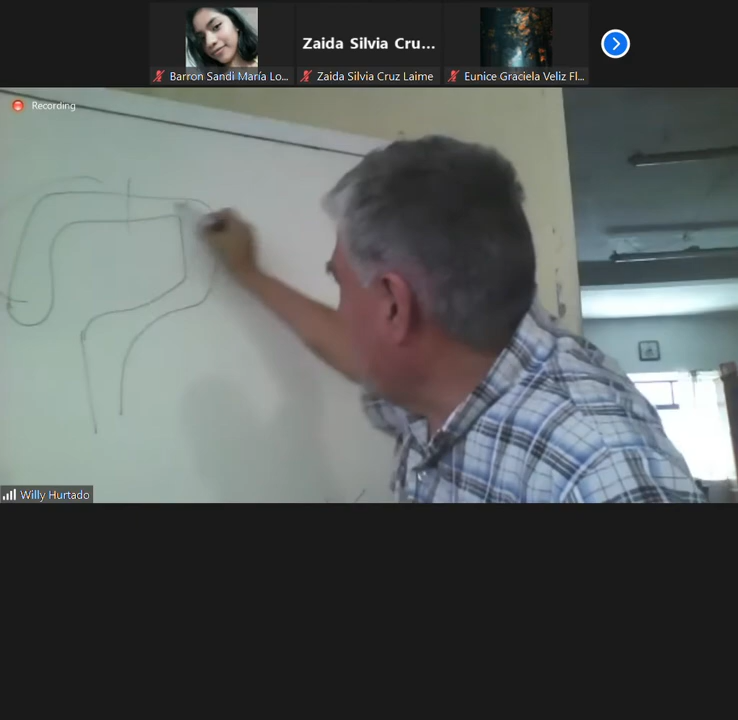 Zaida Silvia Cru...
Barron Sandi María Lo...
Zaida Silvia Cruz Laime
Eunice Graciela Veliz Fl...
Recording
Willy Hurtado